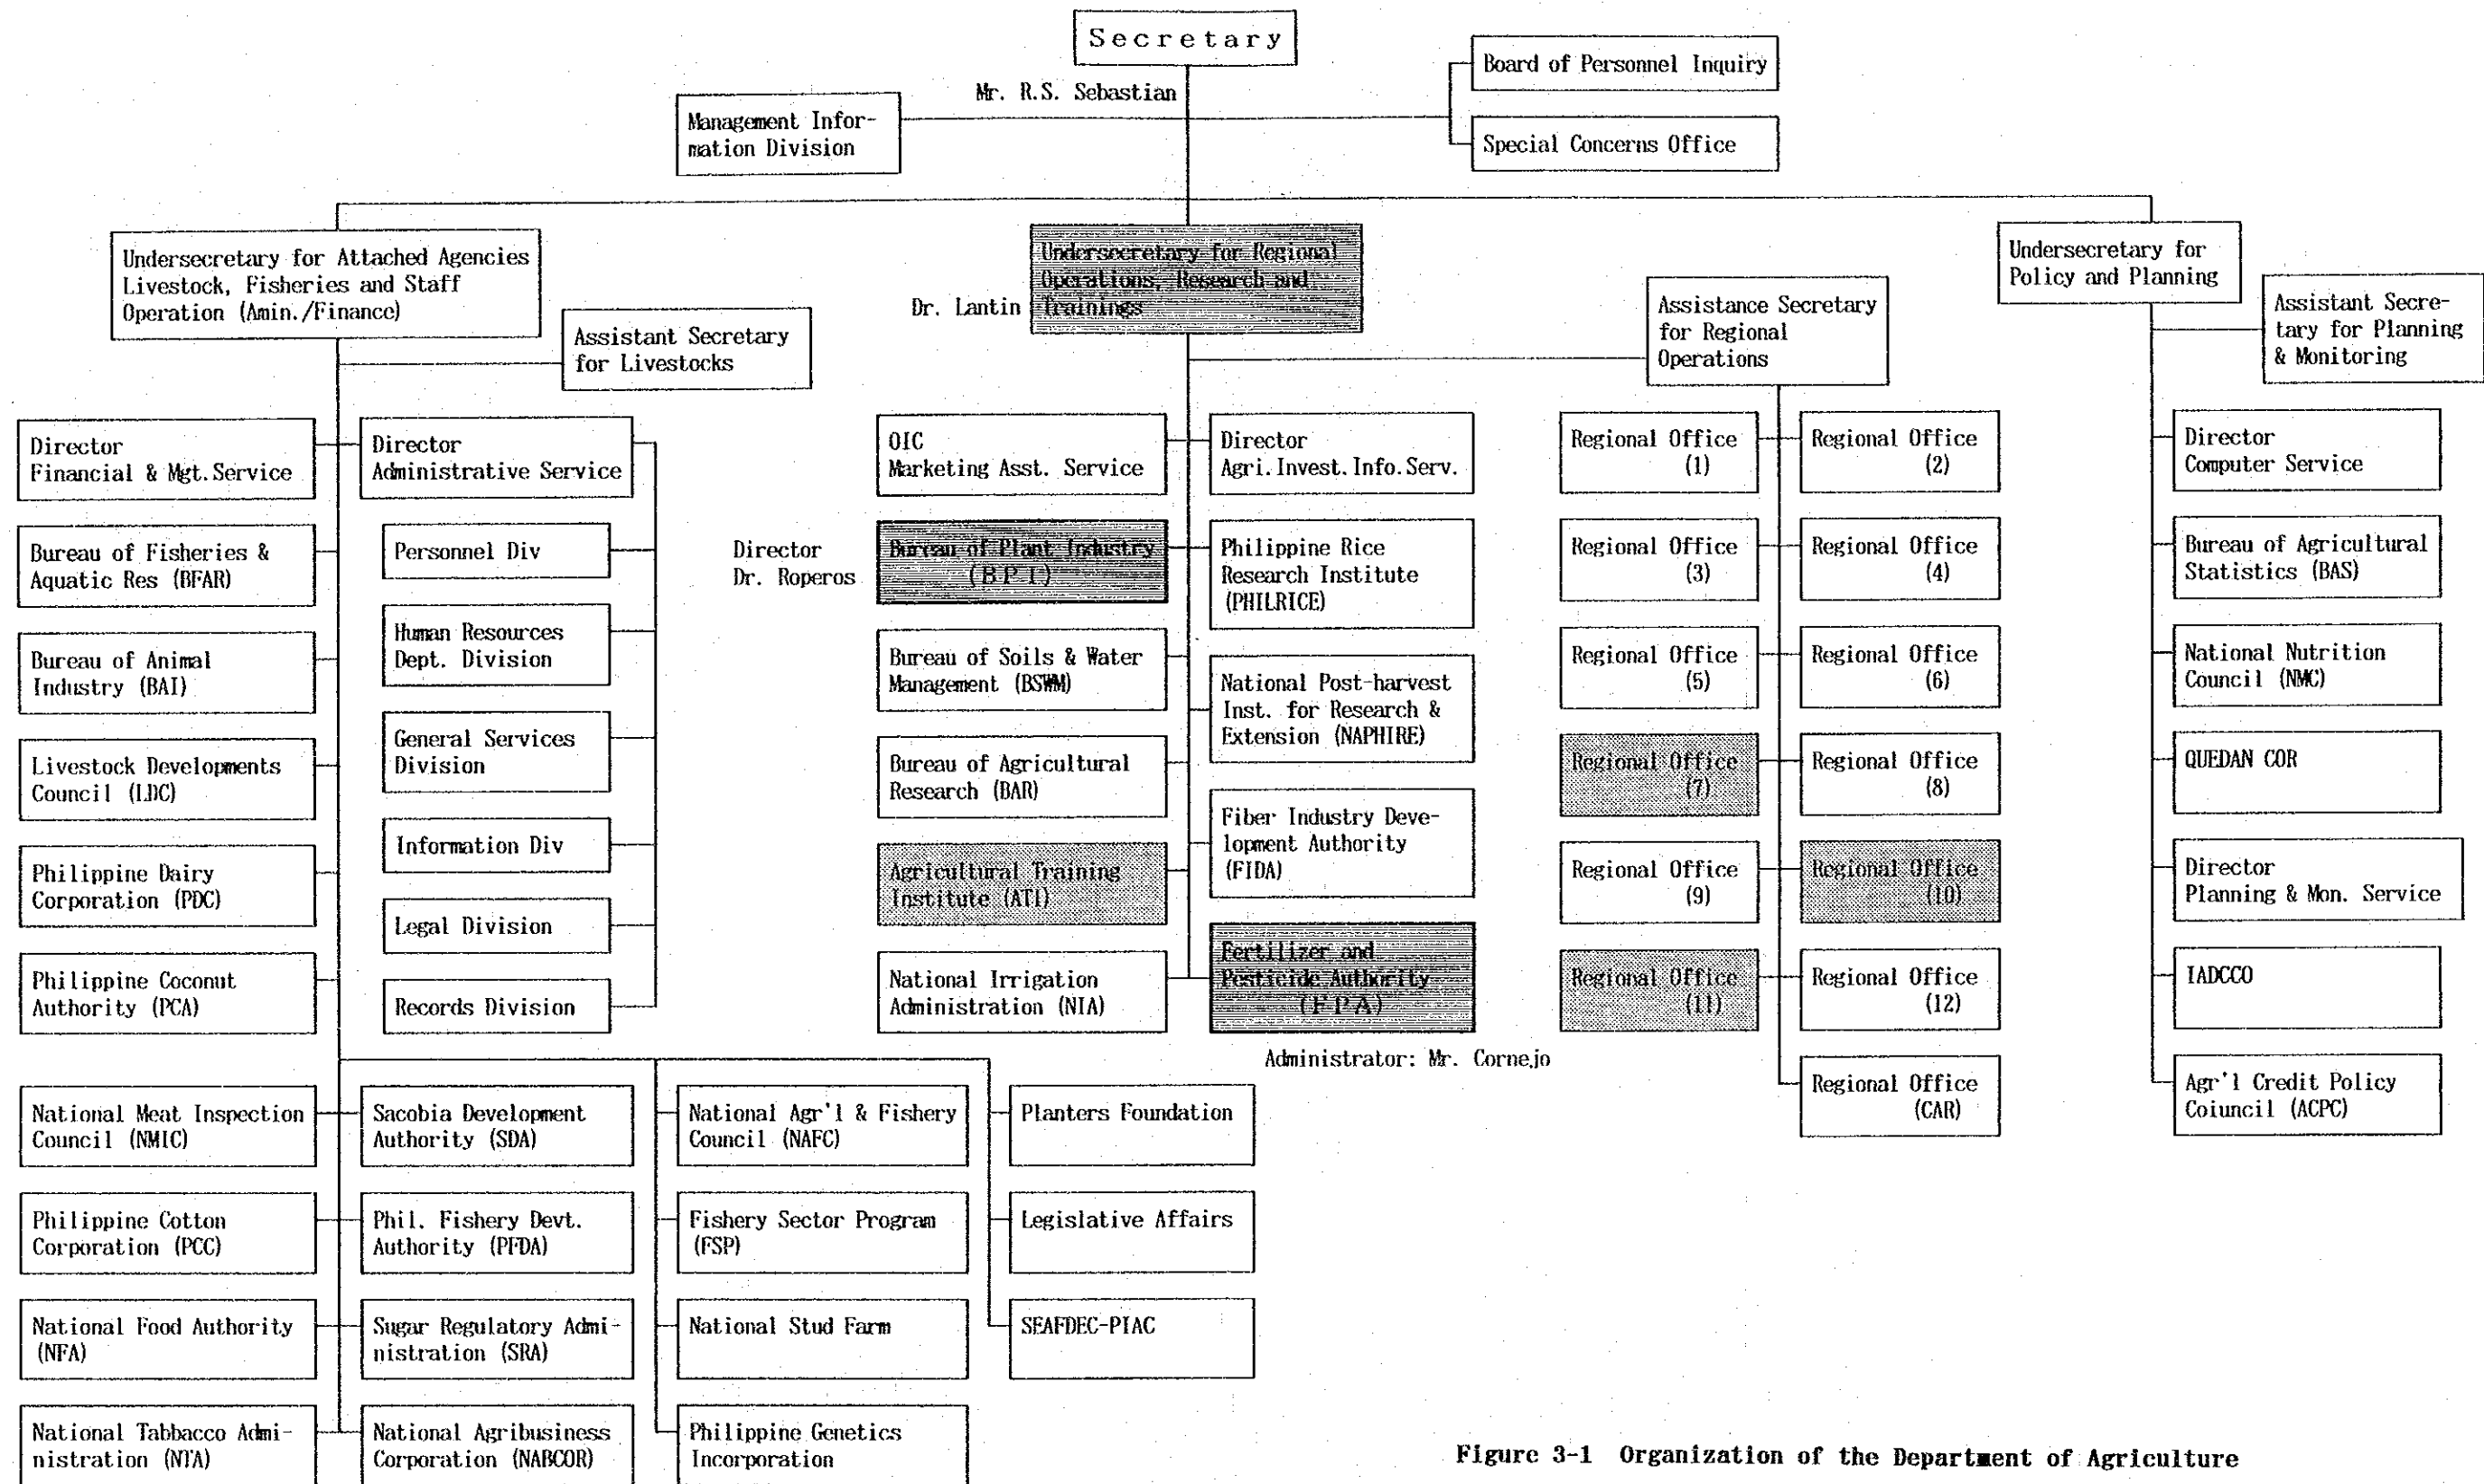 Secretary
Mr. R.S. Sebastian
Management Infor-
mation Division
Board of Personnel Inquiry
Special Concerns Office
Undersecretary for Attached Agencies
Livestock, Fisheries and Staff
Operation (Amin./Finance)
Assistant Secretary
for Livestocks
Dr. Lantin
Undersecretary for Regional
Operations, Research and
Trainings
Assistance Secretary
for Regional
Operations
Undersecretary for
Policy and Planning
Assistant Secre-
tary for Planning
& Monitoring
Director
Financial & Mgt. Service
Director
Administrative Service
Bureau of Fisheries &
Aquatic Res (BFAR)
Bureau of Animal
Industry (BAI)
Livestock Developments
Council (LDC)
Philippine Dairy
Corporation (PDC)
Philippine Coconut
Authority (PCA)
Personnel Div
Human Resources
Dept. Division
General Services
Division
Information Div
Legal Division
Records Division
OIC
Marketing Asst. Service
Director
Agri. Invest. Info. Serv.
Director
Dr. Roperos
Bureau of Plant Industry
(B P I)
Philippine Rice
Research Institute
(PHILRICE)
Bureau of Soils & Water
Management (BSWM)
National Post-harvest
Inst. for Research &
Extension (NAPHIRE)
Bureau of Agricultural
Research (BAR)
Fiber Industry Deve-
lopment Authority
(FIDA)
Agricultural Training
Institute (ATI)
National Irrigation
Administration (NIA)
Fertilizer and
Pesticide Authority
(F P A)
Administrator: Mr. Cornejo
Regional Office
(1)
Regional Office
(2)
Regional Office
(3)
Regional Office
(4)
Regional Office
(5)
Regional Office
(6)
Regional Office
(7)
Regional Office
(8)
Regional Office
(9)
Regional Office
(10)
Regional Office
(11)
Regional Office
(12)
Regional Office
(CAR)
Director
Computer Service
Bureau of Agricultural
Statistics (BAS)
National Nutrition
Council (NMC)
QUEDAN COR
Director
Planning & Mon. Service
IADCCO
Agr'l Credit Policy
Coiuncil (ACPC)
National Meat Inspection
Council (NMIC)
Sacobia Development
Authority (SDA)
National Agr'l & Fishery
Council (NAFC)
Planters Foundation
Philippine Cotton
Corporation (PCC)
Phil. Fishery Devt.
Authority (PFDA)
Fishery Sector Program
(FSP)
Legislative Affairs
National Food Authority
(NFA)
Sugar Regulatory Admi-
nistration (SRA)
National Stud Farm
SEAFDEC-PIAC
National Tabbacco Admi-
nistration (NTA)
National Agribusiness
Corporation (NABCOR)
Philippine Genetics
Incorporation
Figure 3-1 Organization of the Department of Agriculture